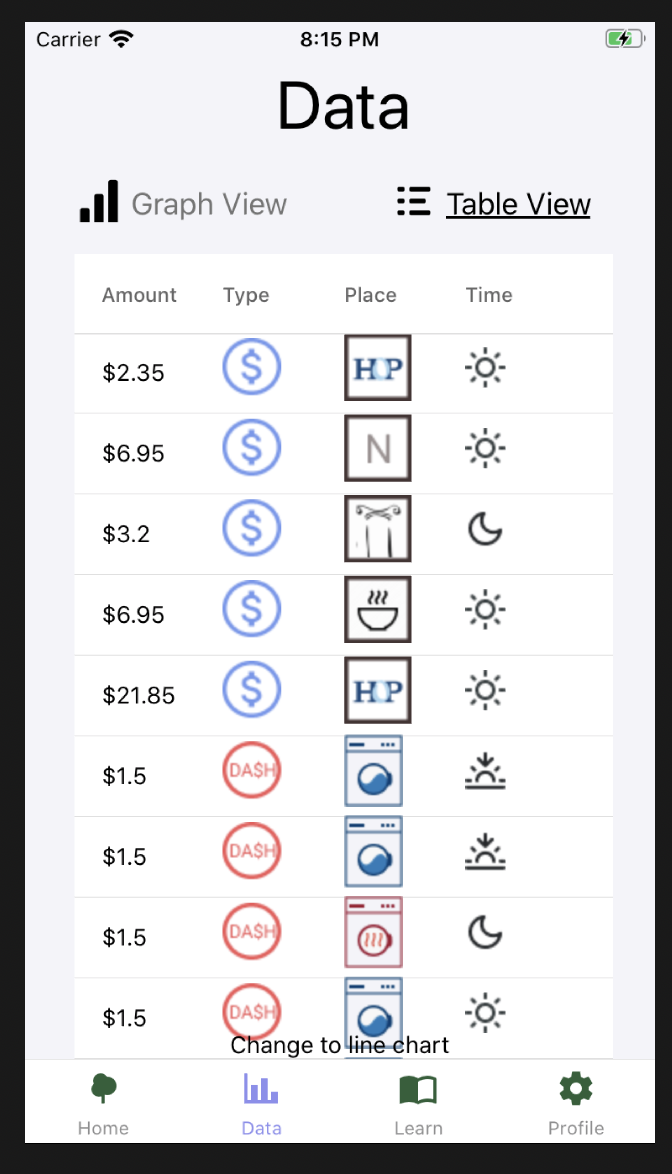 Carrier 8:15 PM
Data
Graph View Table View
Amount Type Place Time
$2.35 $ HOP
$6.95 $ N
$3.2 $
$6.95 $
$21.85 $ HOP
$1.5 DA$H
$1.5 DA$H
$1.5 DA$H
$1.5 DA$H
Change to line chart
Home Data Learn Profile